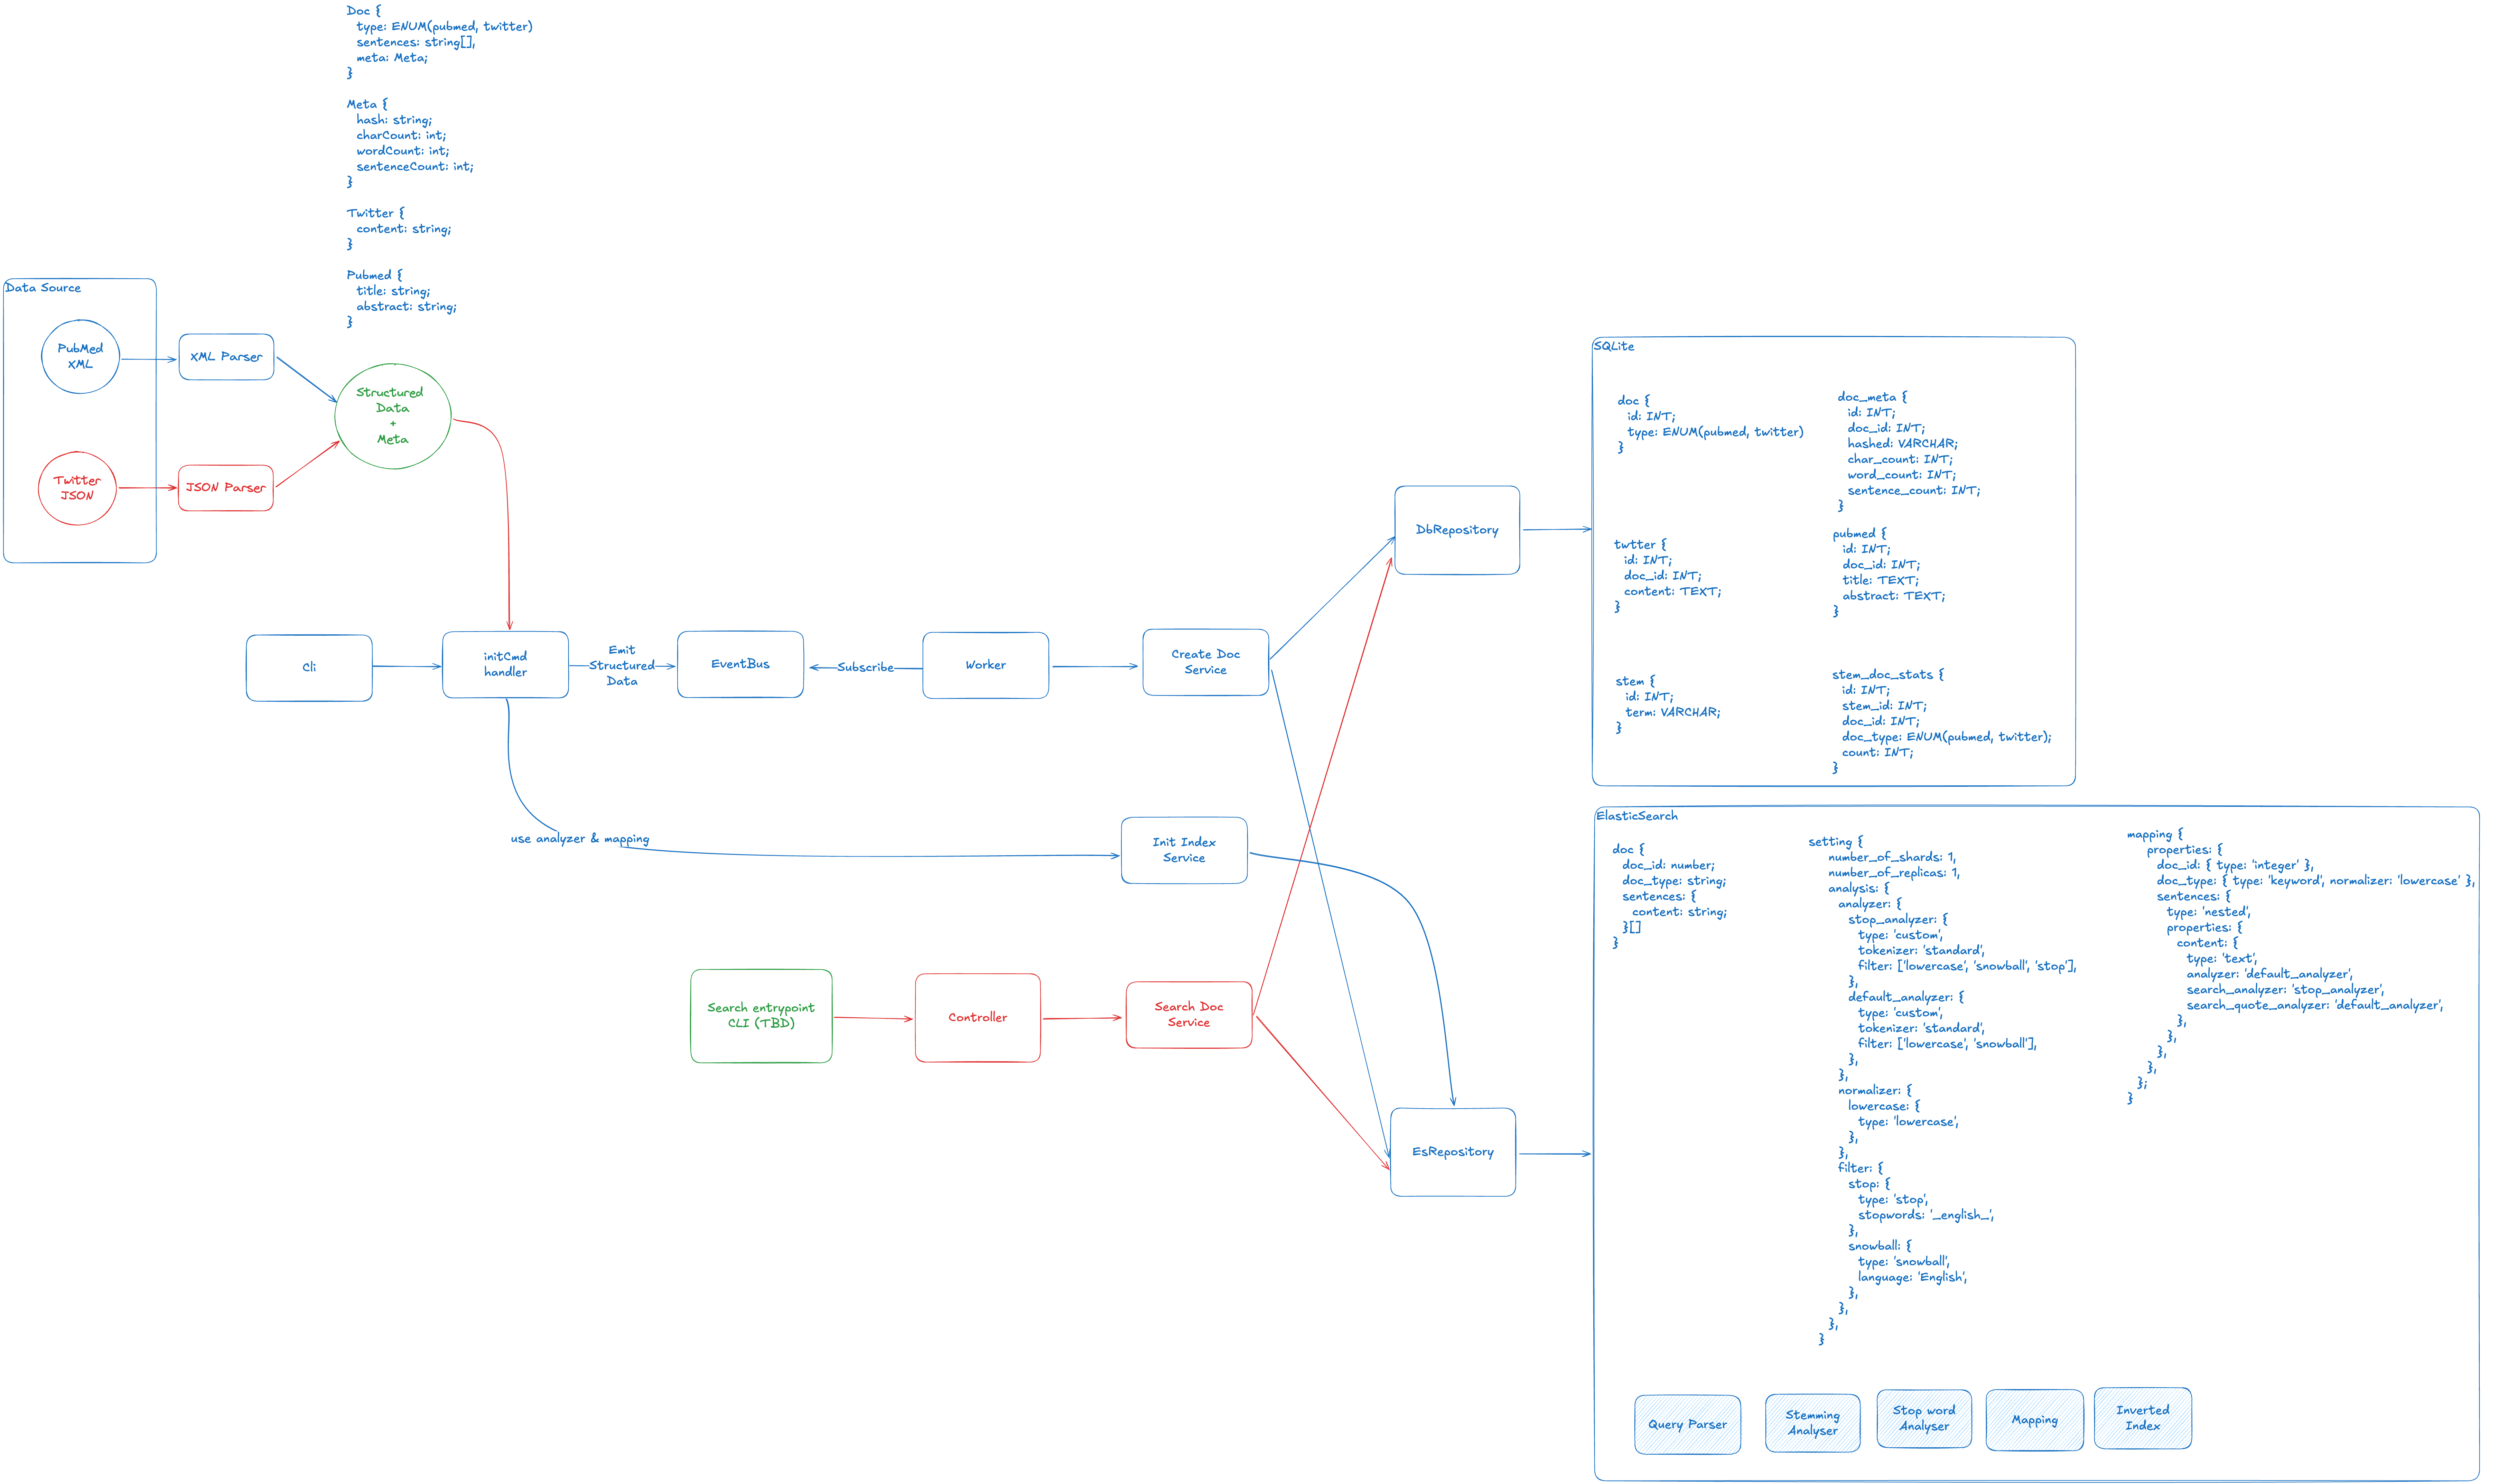 Doc {
type: ENUM(pubmed, twitter)
sentences: string[],
meta: Meta;
}
Meta {
hash: string;
charCount: int;
wordCount: int;
sentenceCount: int;
}
Twitter {
content: string;
}
Pubmed {
title: string;
abstract: string;
}
Data Source
PubMed
XML
XML Parser
Twitter
JSON
JSON Parser
Structured
Data
+
Meta
Cli
initCmd
handler
Emit
Structured
Data
EventBus
Subscribe
Worker
Create Doc
Service
use analyzer & mapping
Init Index
Service
Search entrypoint
CLI (TBD)
Controller
Search Doc
Service
DbRepository
EsRepository
SQLite
doc {
id: INT;
type: ENUM(pubmed, twitter)
}
doc_meta {
id: INT;
doc_id: INT;
hashed: VARCHAR;
char_count: INT;
word_count: INT;
sentence_count: INT;
}
twtter {
id: INT;
doc_id: INT;
content: TEXT;
}
pubmed {
id: INT;
doc_id: INT;
title: TEXT;
abstract: TEXT;
}
stem {
id: INT;
term: VARCHAR;
}
stem_doc_stats {
id: INT;
stem_id: INT;
doc_id: INT;
doc_type: ENUM(pubmed, twitter);
count: INT;
}
ElasticSearch
doc {
doc_id: number;
doc_type: string;
sentences: {
content: string;
}[]
}
setting {
number_of_shards: 1,
number_of_replicas: 1,
analysis: {
analyzer: {
stop_analyzer: {
type: 'custom',
tokenizer: 'standard',
filter: ['lowercase', 'snowball', 'stop'],
},
default_analyzer: {
type: 'custom',
tokenizer: 'standard',
filter: ['lowercase', 'snowball'],
},
},
normalizer: {
lowercase: {
type: 'lowercase',
},
},
filter: {
stop: {
type: 'stop',
stopwords: '_english_',
},
snowball: {
type: 'snowball',
language: 'English',
},
},
},
}
mapping {
properties: {
doc_id: { type: 'integer' },
doc_type: { type: 'keyword', normalizer: 'lowercase' },
sentences: {
type: 'nested',
properties: {
content: {
type: 'text',
analyzer: 'default_analyzer',
search_analyzer: 'stop_analyzer',
search_quote_analyzer: 'default_analyzer',
},
},
},
},
};
}
Query Parser
Stemming
Analyser
Stop word
Analyser
Mapping
Inverted
Index